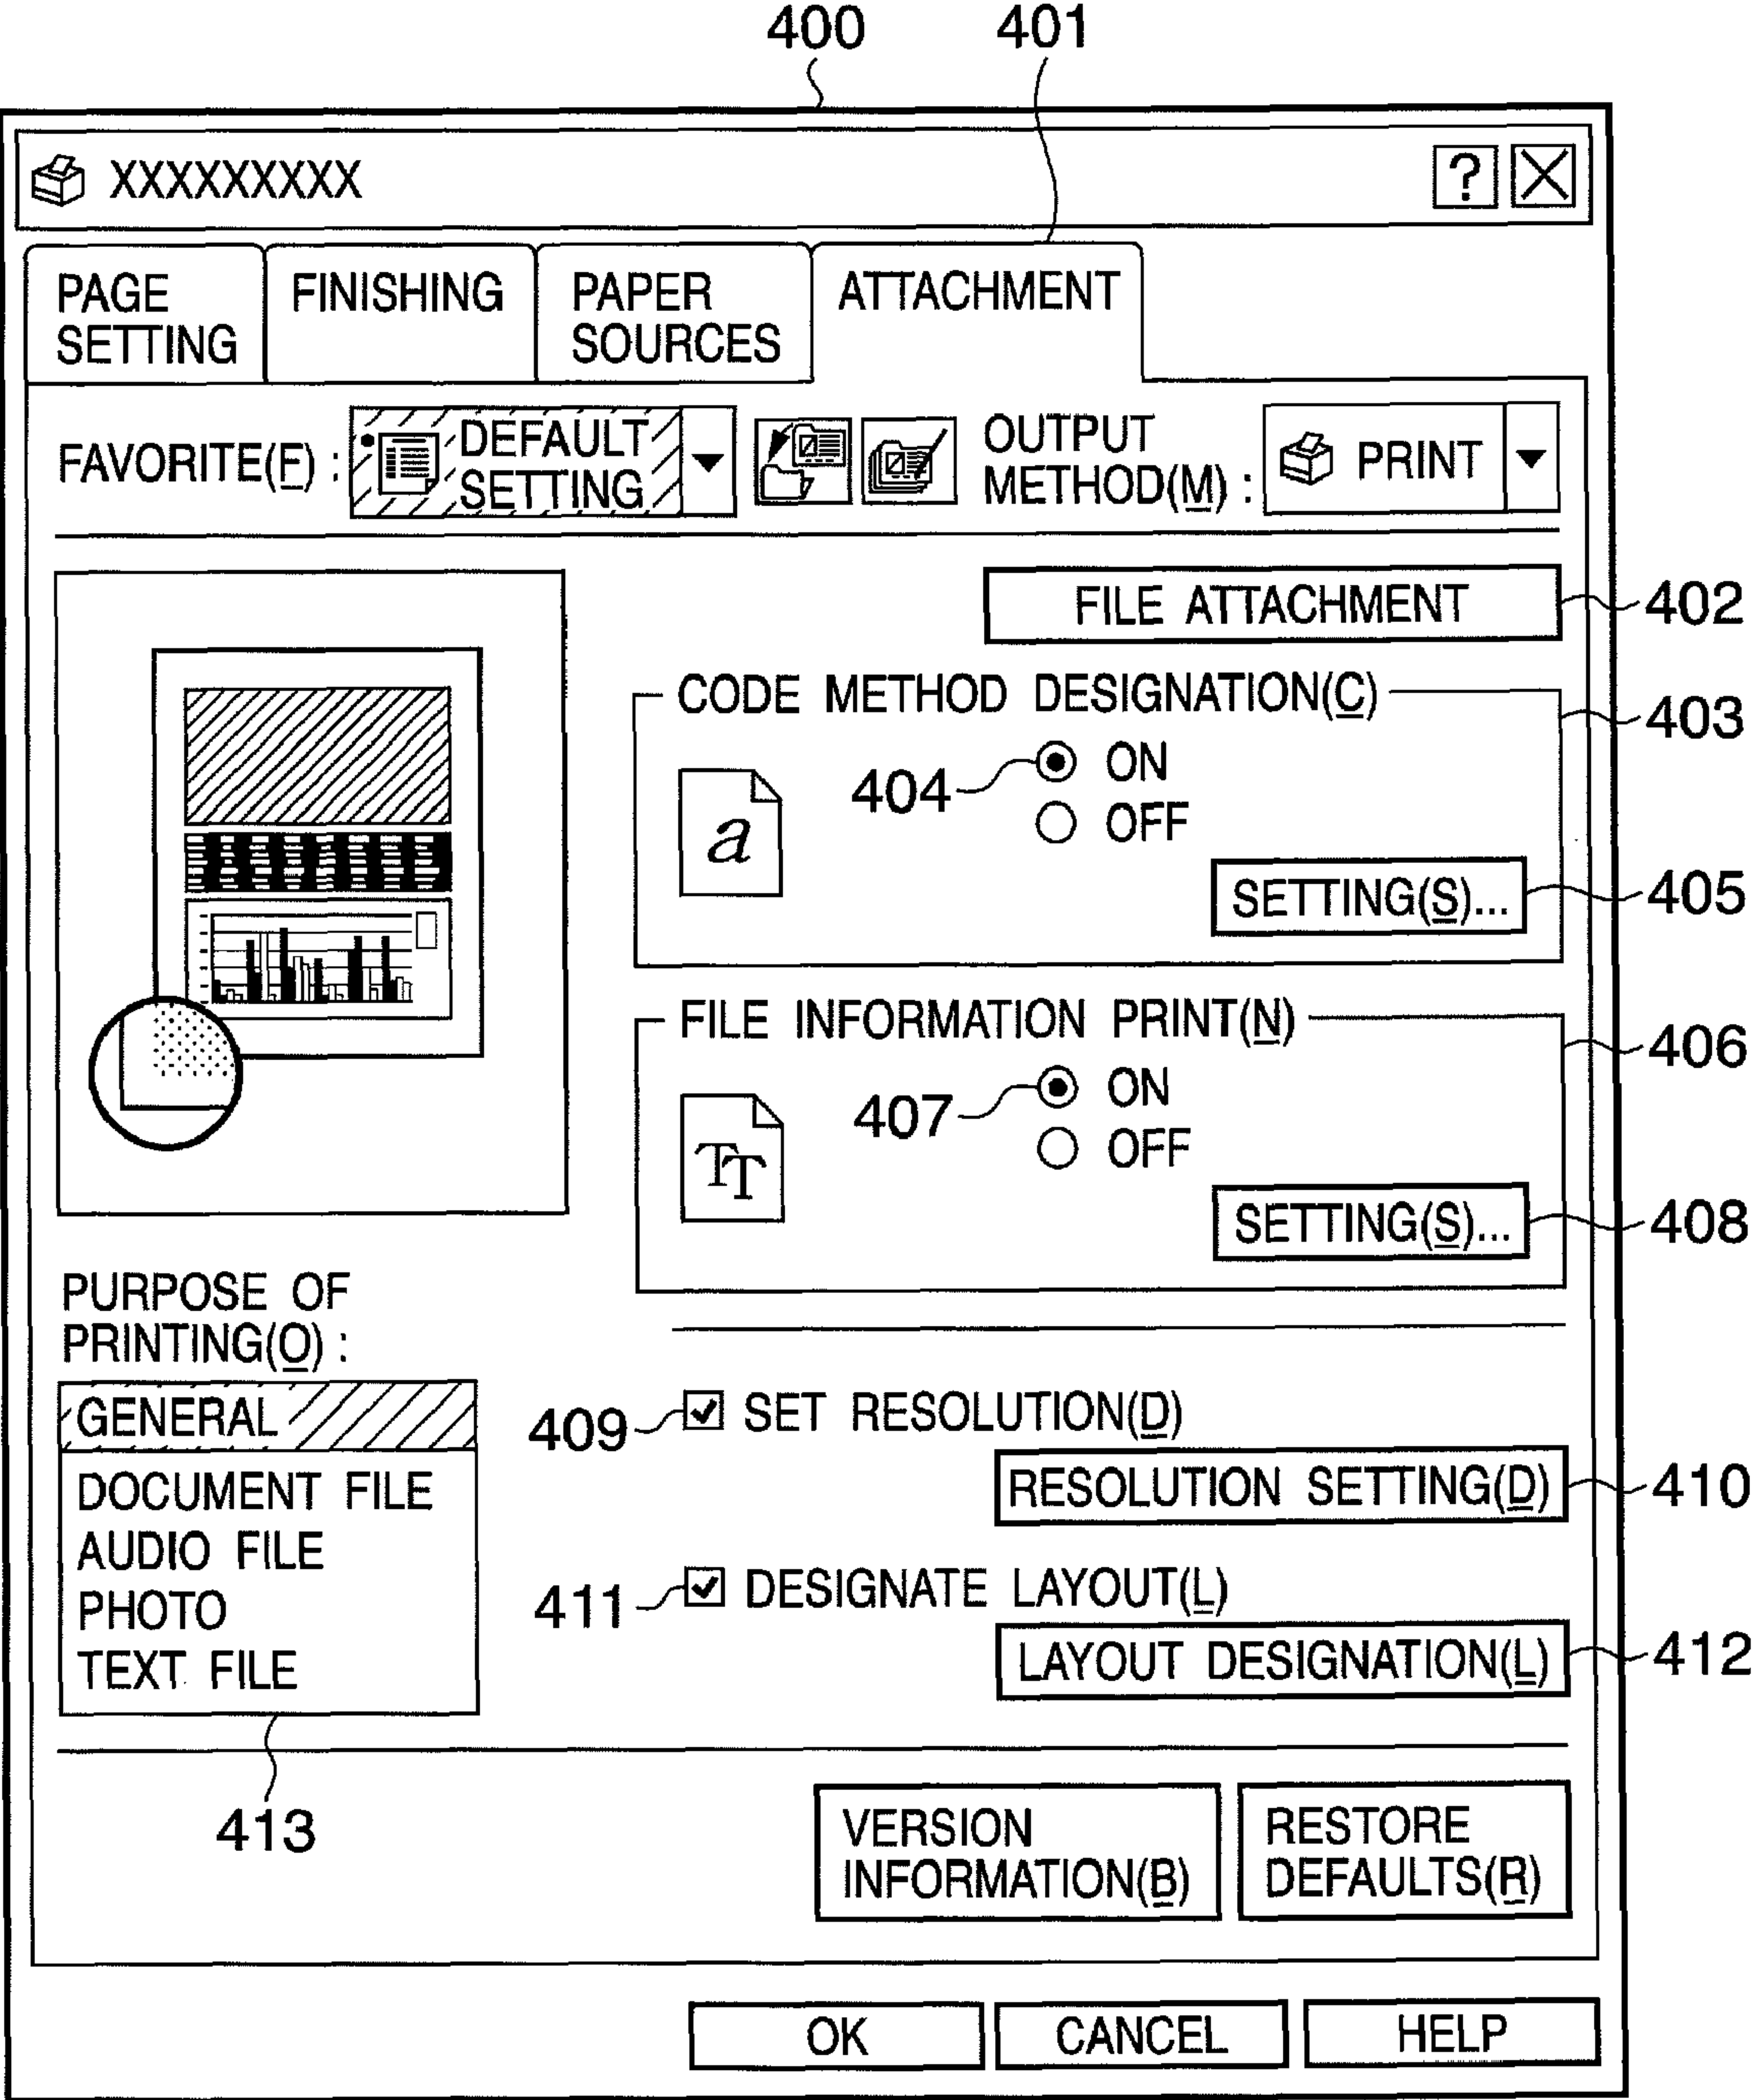 400 401
XXXXXXXXX ?
PAGE SETTING
FINISHING
PAPER SOURCES
ATTACHMENT
FAVORITE(F) :
DEFAULT
SETTING
OUTPUT
METHOD(M) :
PRINT
FILE ATTACHMENT 402
CODE METHOD DESIGNATION(C) 403
a
404 ON
OFF
SETTING(S)... 405
FILE INFORMATION PRINT(N) 406
TT
407 ON
OFF
SETTING(S)... 408
PURPOSE OF
PRINTING(O) :
GENERAL
DOCUMENT FILE
AUDIO FILE
PHOTO
TEXT FILE
413
409 SET RESOLUTION(D)
RESOLUTION SETTING(D) 410
411 DESIGNATE LAYOUT(L)
LAYOUT DESIGNATION(L) 412
VERSION
INFORMATION(B)
RESTORE
DEFAULTS(R)
OK CANCEL HELP